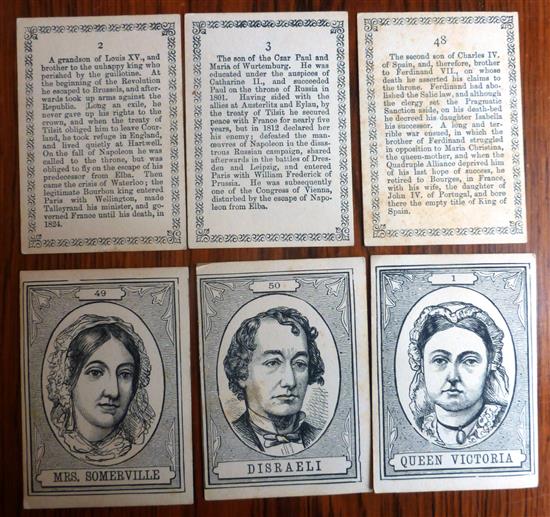 2
A grandson of Louis XV., and
brother to the unhappy king who
perished by the guillotine. At
the beginning of the Revolution
he escaped to Brussels, and after-
wards took up arms against the
Republic. Long an exile, he
never gave up his rights to the
crown, and when the treaty of
Tilsit obliged him to leave Cour-
land, he took refuge in England,
and lived quietly at Hartwell.
On the fall of Napoleon he was
called to the throne, but was
obliged to fly on the escape of his
predecessor from Elba. Then
came the crisis of Waterloo; the
legitimate Bourbon king entered
Paris with Wellington, made
Talleyrand his minister, and go-
verned France until his death, in
1824.
3
The son of the Czar Paul and
Maria of Wurtemburg. He was
educated under the auspices of
Catharine II., and succeeded
Paul on the throne of Russia in
1801. Having sided with the
allies at Austerlitz and Eylau, by
the treaty of Tilsit he secured
peace with France for nearly five
years, but in 1812 declared her
his enemy; defeated the man-
œuvres of Napoleon in the disas-
trous Russian campaign, shared
afterwards in the battles of Dres-
den and Leipzig, and entered
Paris with William Frederick of
Prussia. He was subsequently
one of the Congress of Vienna,
disturbed by the escape of Napo-
leon from Elba.
48
The second son of Charles IV.
of Spain, and, therefore, brother
to Ferdinand VII., on whose
death he asserted his claims to
the throne. Ferdinand had abo-
lished the Salic law, and although
the clergy set the Pragmatic
Sanction aside, on his death-bed
he decreed his daughter Isabella
his successor. A long and ter-
rible war ensued, in which the
brother of Ferdinand struggled
in opposition to Maria Christina,
the queen-mother, and when the
Quadruple Alliance deprived him
of his last hope of success, he
retired to Bourges, in France,
with his wife, the daughter of
John IV. of Portugal, and bore
there the empty title of King of
Spain.
49
MRS. SOMERVILLE
50
DISRAELI
1
QUEEN VICTORIA